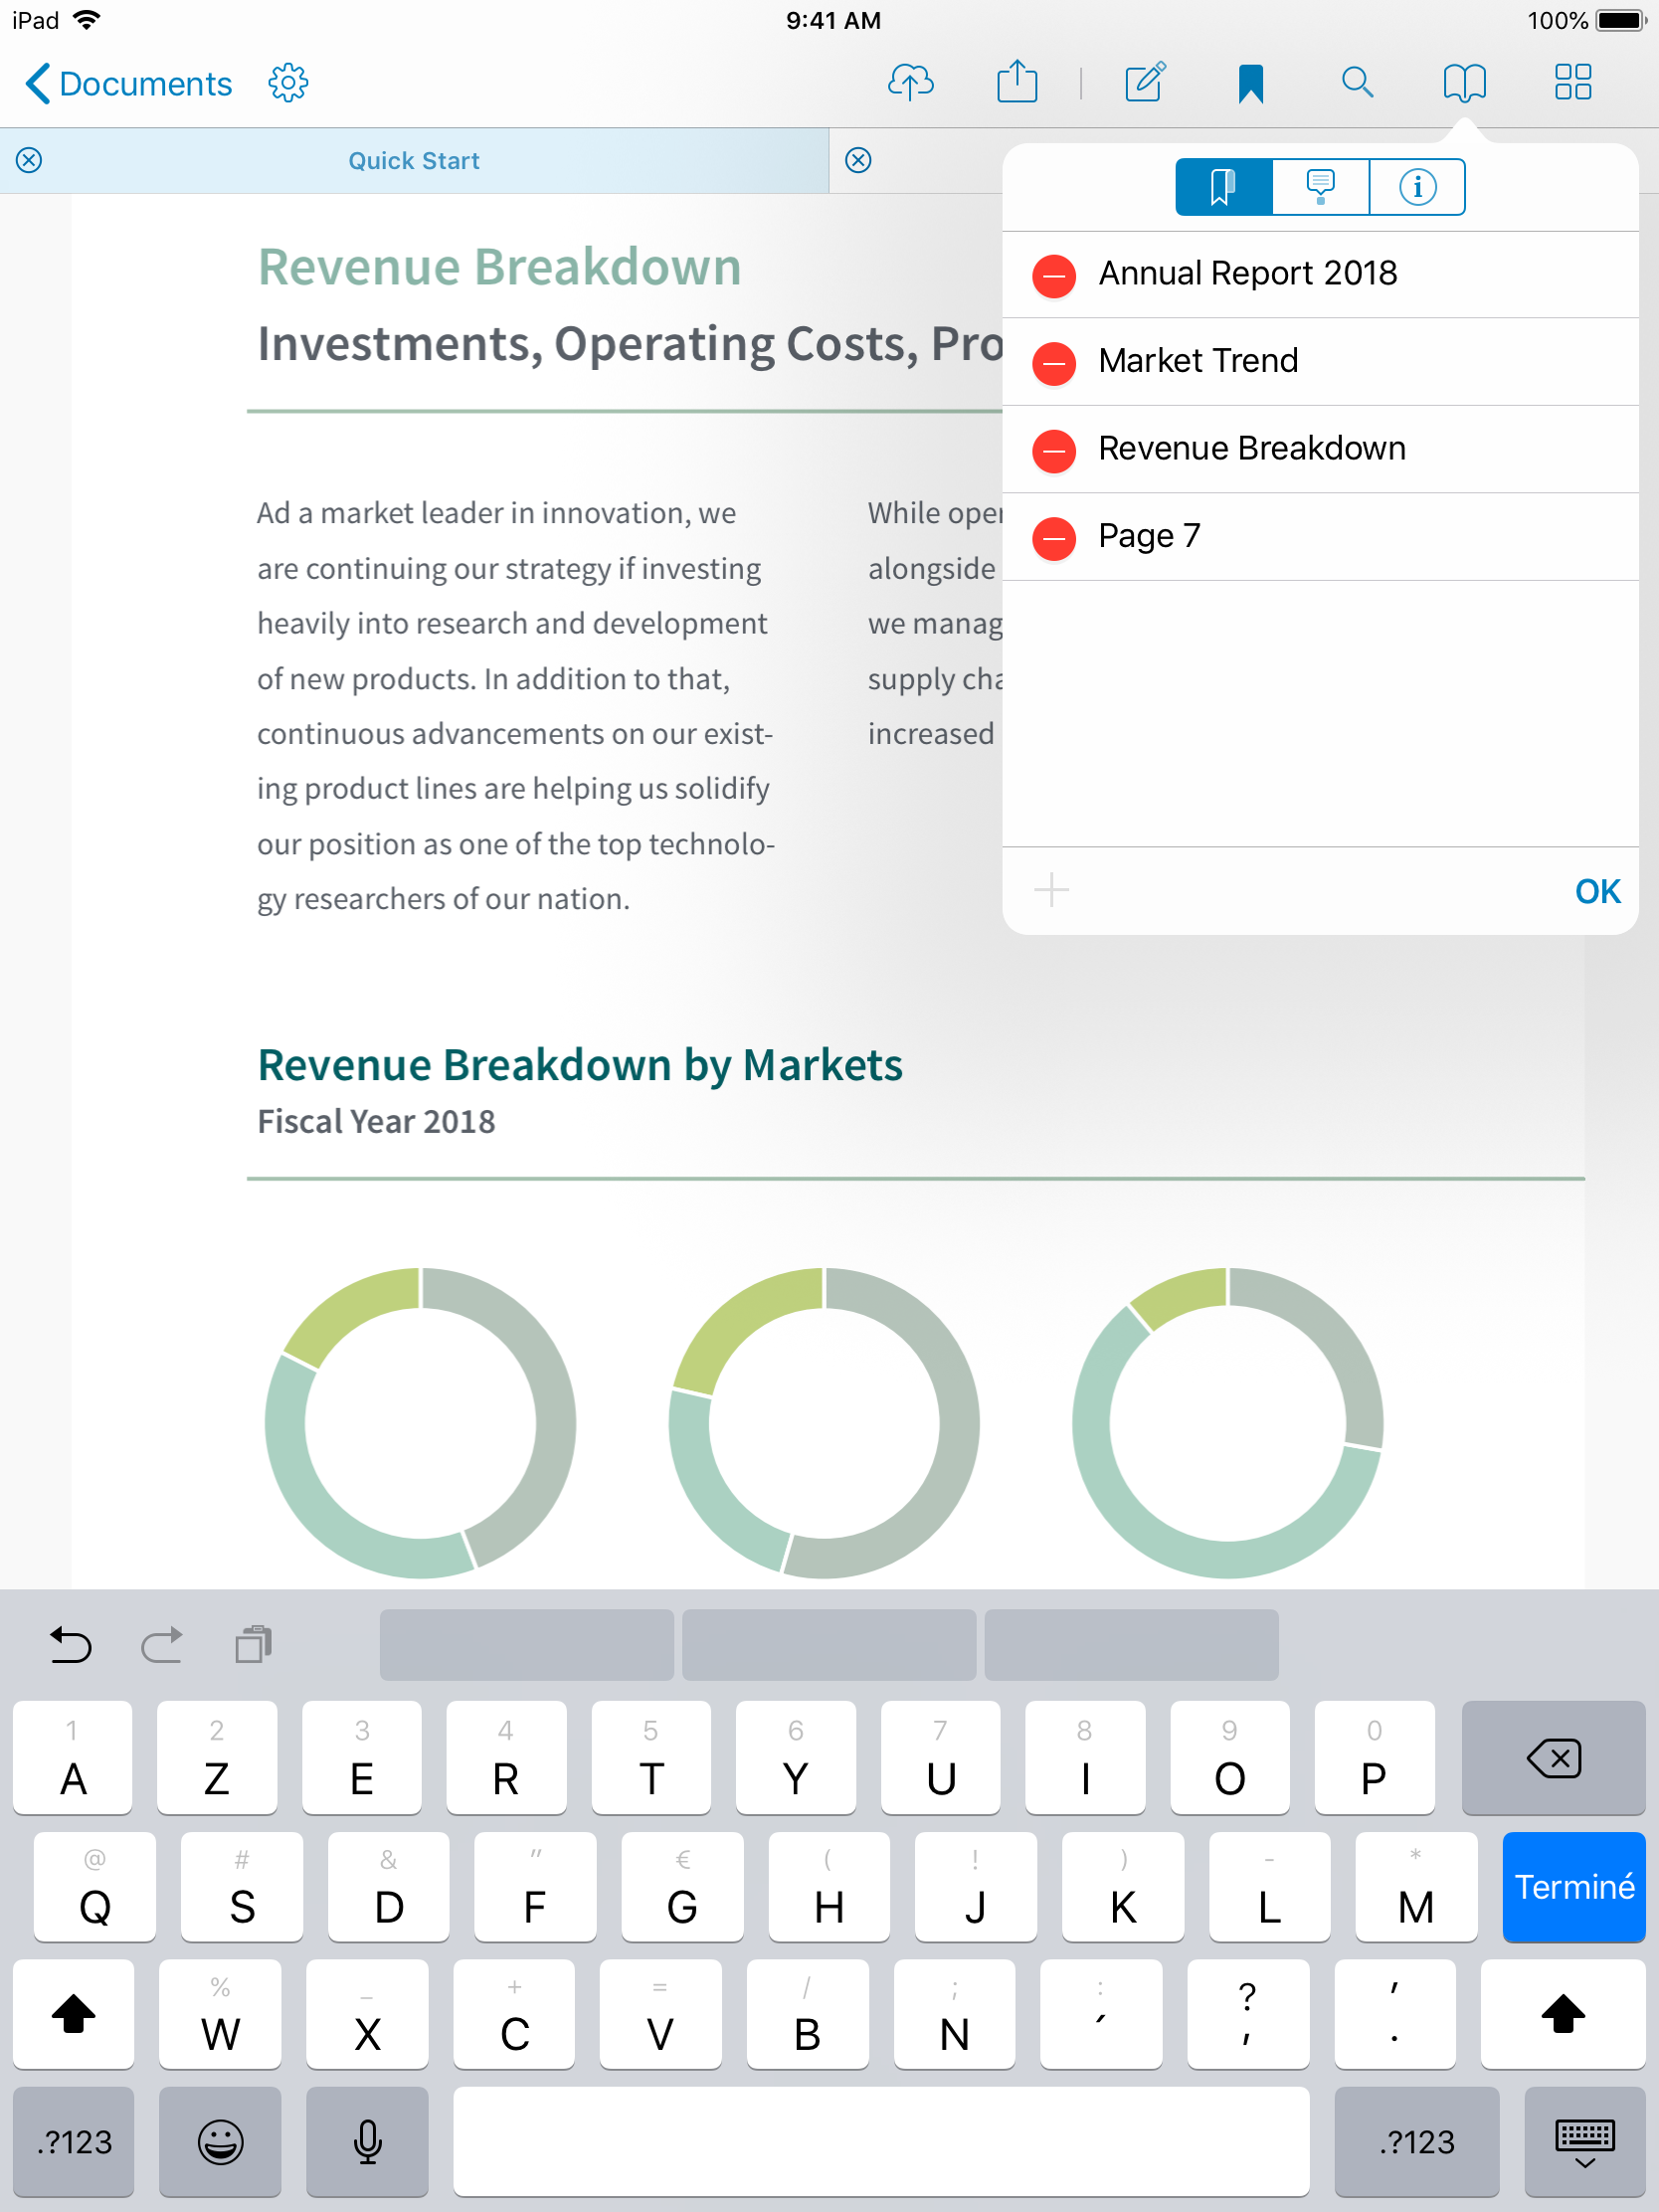 iPad 9:41 AM 100%
Documents
Quick Start
Annual Report 2018
Market Trend
Revenue Breakdown
Page 7
OK
Revenue Breakdown
Investments, Operating Costs, Pro
Ad a market leader in innovation, we
are continuing our strategy if investing
heavily into research and development
of new products. In addition to that,
continuous advancements on our exist-
ing product lines are helping us solidify
our position as one of the top technolo-
gy researchers of our nation.
While oper
alongside
we manag
supply cha
increased
Revenue Breakdown by Markets
Fiscal Year 2018
1 2 3 4 5 6 7 8 9 0
A Z E R T Y U I O P
@ # & " € ( ! ) - *
Q S D F G H J K L M Terminé
% _ + = / ; : ? '
W X C V B N ´ , .
.?123 .?123